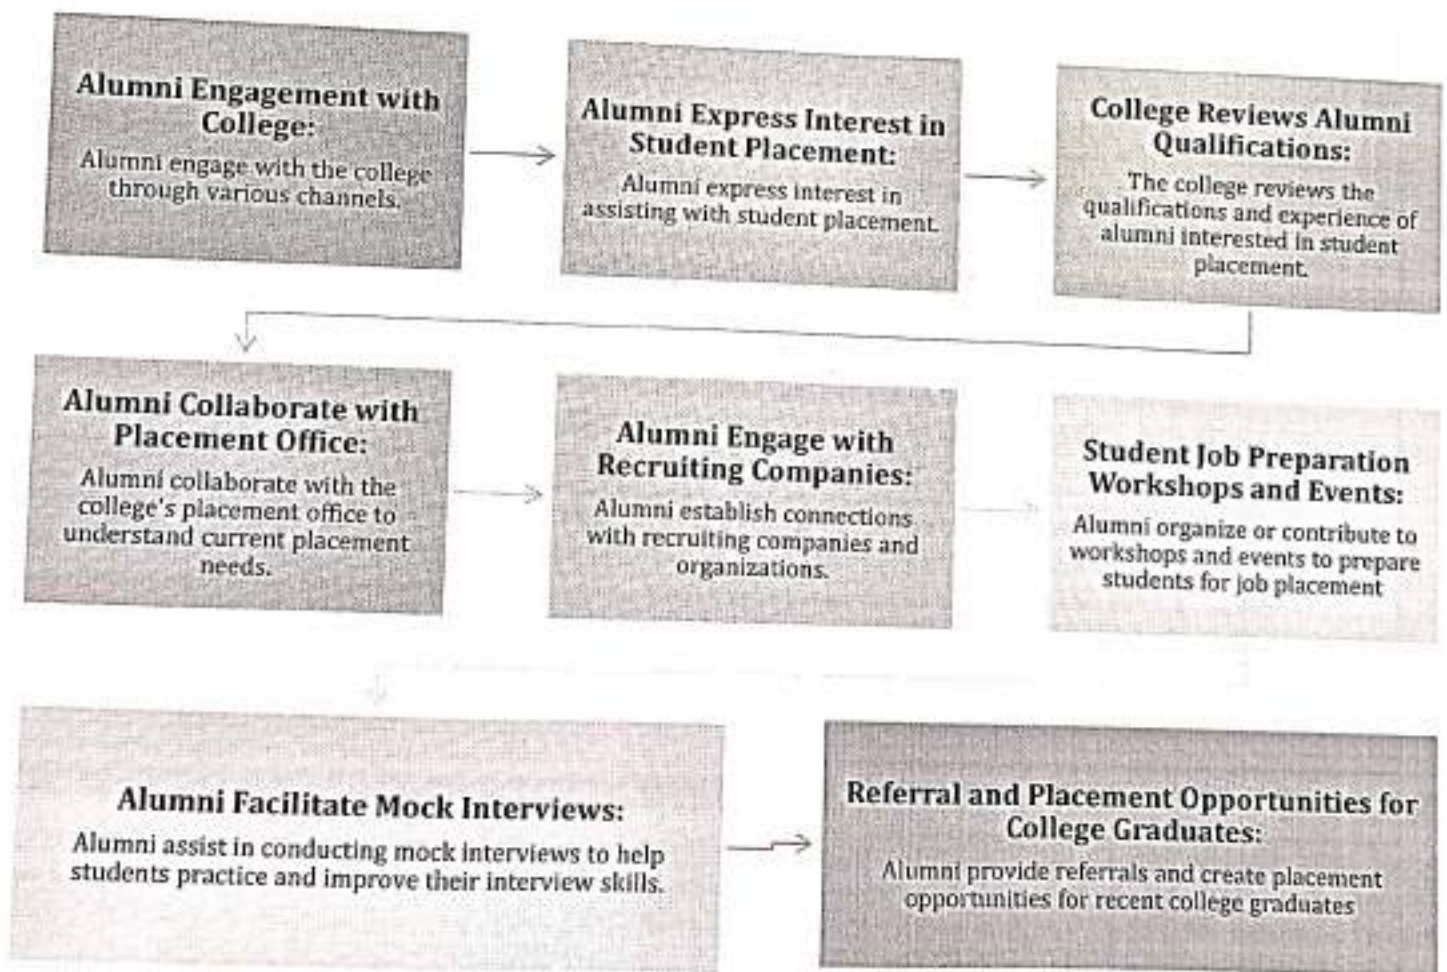 Alumni Engagement with
College:
Alumni engage with the college
through various channels.
Alumni Express Interest in
Student Placement:
Alumni express interest in
assisting with student placement.
College Reviews Alumni
Qualifications:
The college reviews the
qualifications and experience of
alumni interested in student
placement.
Alumni Collaborate with
Placement Office:
Alumni collaborate with the
college's placement office to
understand current placement
needs.
Alumni Engage with
Recruiting Companies:
Alumni establish connections
with recruiting companies and
organizations.
Student Job Preparation
Workshops and Events:
Alumni organize or contribute to
workshops and events to prepare
students for job placement
Alumni Facilitate Mock Interviews:
Alumni assist in conducting mock interviews to help
students practice and improve their interview skills.
Referral and Placement Opportunities for
College Graduates:
Alumni provide referrals and create placement
opportunities for recent college graduates